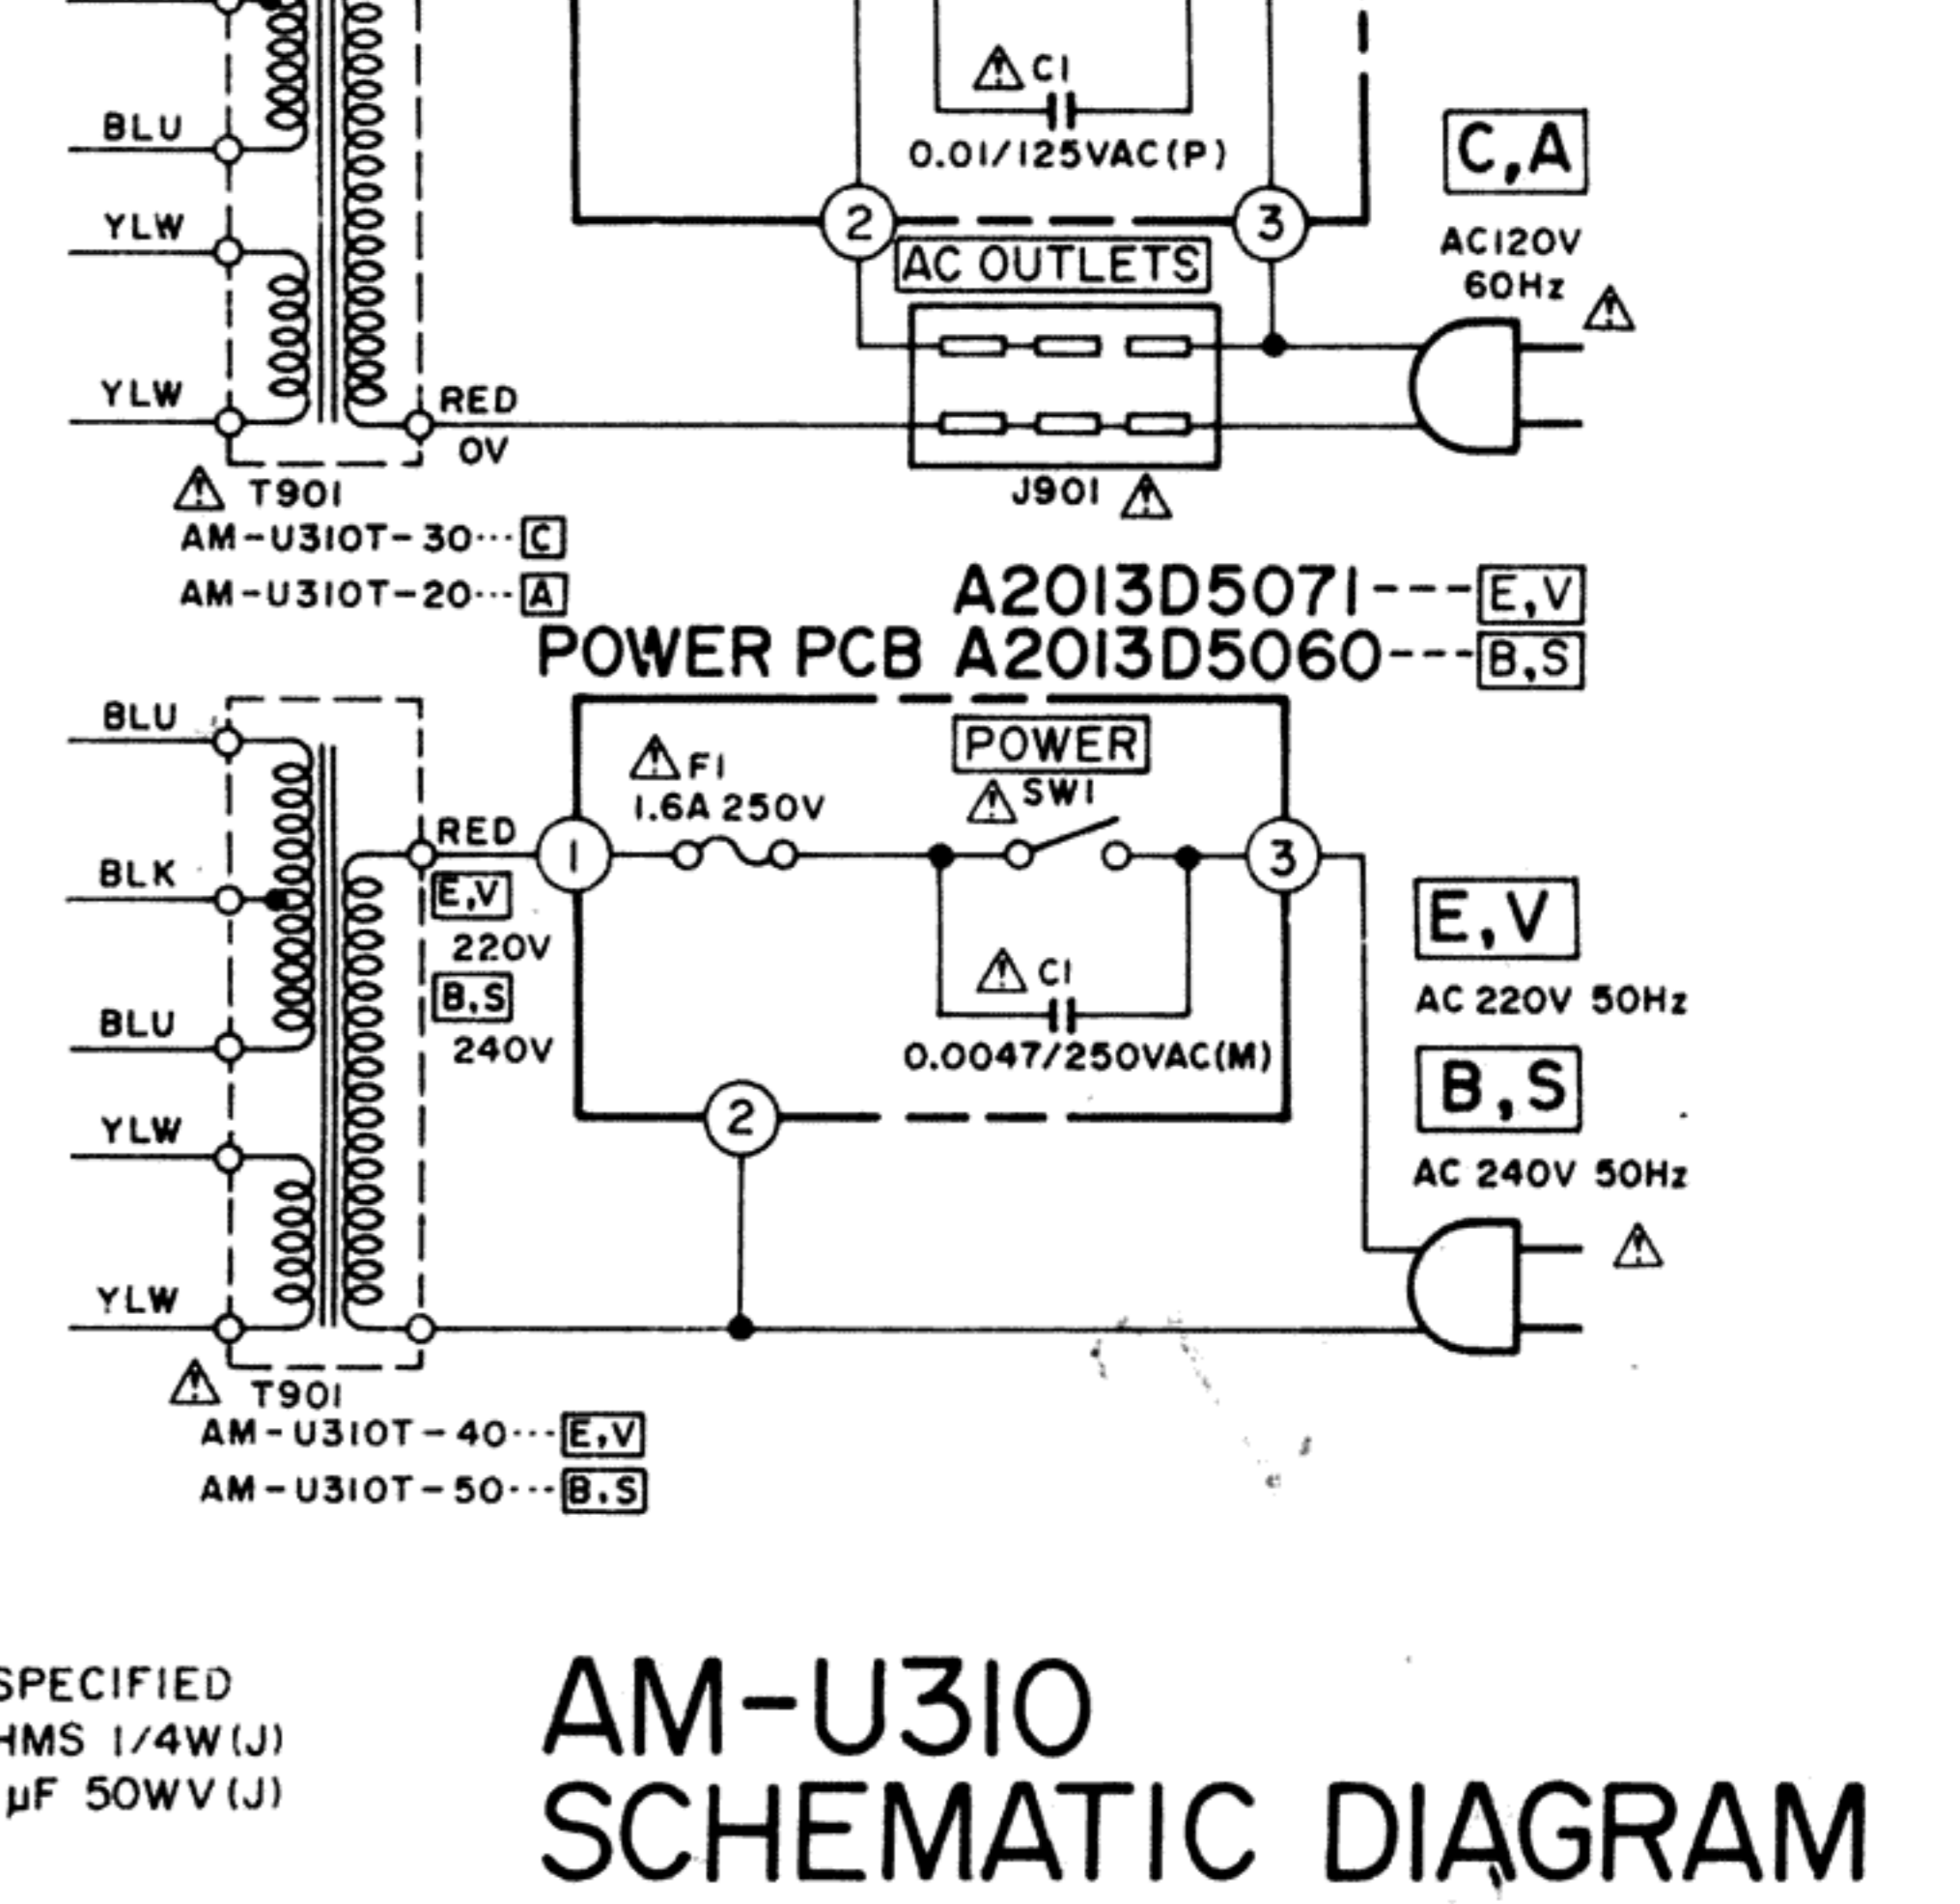 C1
0.01/125VAC(P)
BLU
C,A
YLW
2
3
AC OUTLETS
AC120V
60Hz
YLW
RED
0V
J901
T901
AM-U310T-30···C
AM-U310T-20···A
A2013D5071---E,V
POWER PCB A2013D5060---B,S
BLU
POWER
F1
SW1
1.6A 250V
RED
1
3
BLK
E,V
220V
B,S
240V
C1
0.0047/250VAC(M)
E,V
AC 220V 50Hz
BLU
B,S
AC 240V 50Hz
YLW
2
YLW
T901
AM-U310T-40···E,V
AM-U310T-50···B,S
SPECIFIED
HMS 1/4W(J)
µF 50WV(J)
AM-U310
SCHEMATIC DIAGRAM